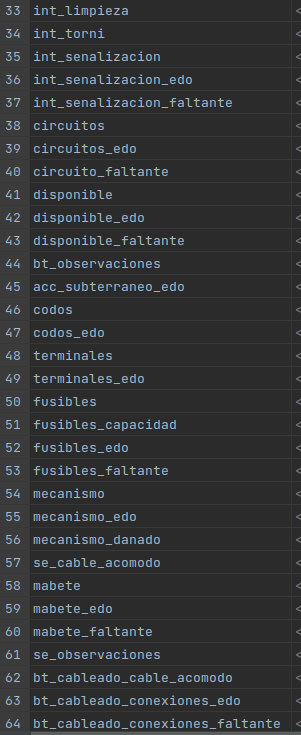 33 int_limpieza <
34 int_torni <
35 int_senalizacion <
36 int_senalizacion_edo <
37 int_senalizacion_faltante <
38 circuitos <
39 circuitos_edo <
40 circuito_faltante <
41 disponible <
42 disponible_edo <
43 disponible_faltante <
44 bt_observaciones <
45 acc_subterraneo_edo <
46 codos <
47 codos_edo <
48 terminales <
49 terminales_edo <
50 fusibles <
51 fusibles_capacidad <
52 fusibles_edo <
53 fusibles_faltante <
54 mecanismo <
55 mecanismo_edo <
56 mecanismo_danado <
57 se_cable_acomodo <
58 mabete <
59 mabete_edo <
60 mabete_faltante <
61 se_observaciones <
62 bt_cableado_cable_acomodo <
63 bt_cableado_conexiones_edo <
64 bt_cableado_conexiones_faltante <